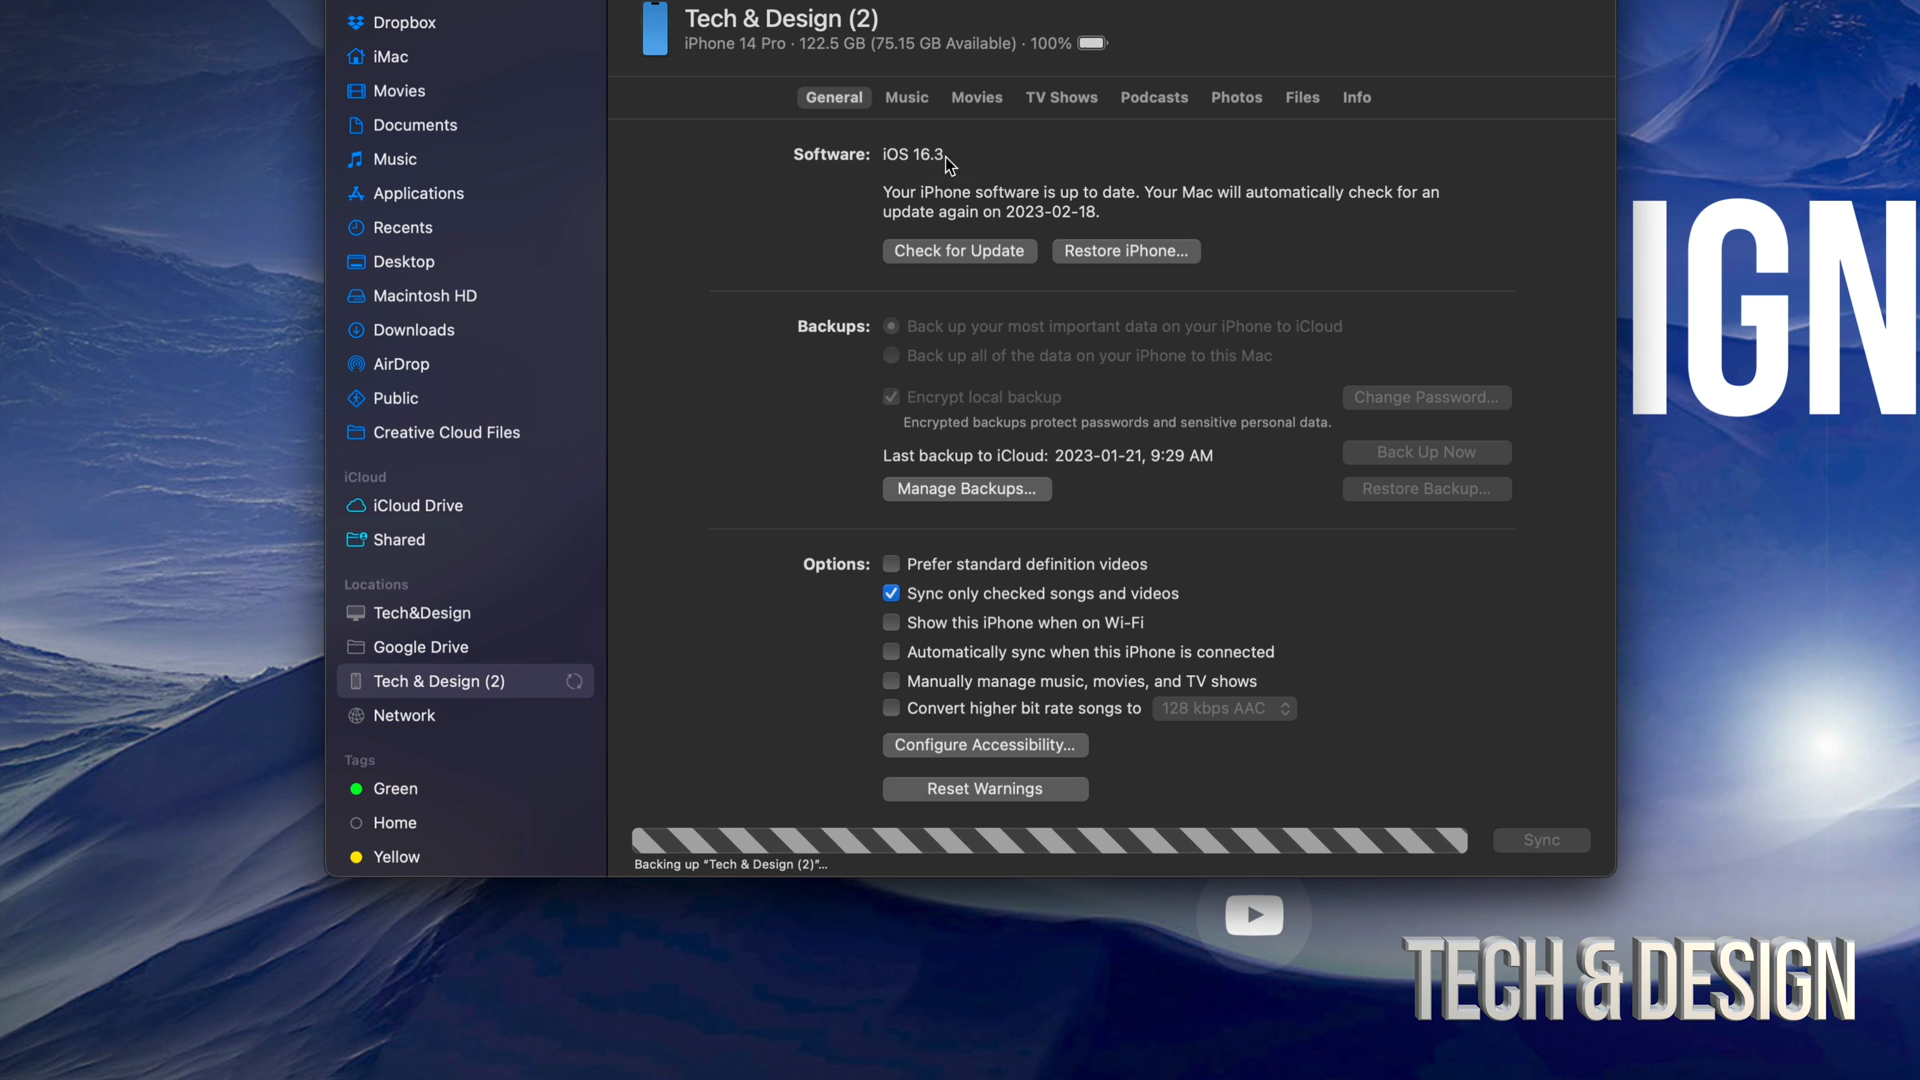 Dropbox
iMac
Movies
Documents
Music
Applications
Recents
Desktop
Macintosh HD
Downloads
AirDrop
Public
Creative Cloud Files
iCloud
iCloud Drive
Shared
Locations
Tech&Design
Google Drive
Tech & Design (2)
Network
Tags
Green
Home
Yellow
Tech & Design (2)
iPhone 14 Pro · 122.5 GB (75.15 GB Available) · 100%
General Music Movies TV Shows Podcasts Photos Files Info
Software: iOS 16.3
Your iPhone software is up to date. Your Mac will automatically check for an
update again on 2023-02-18.
Check for Update Restore iPhone...
Backups: Back up your most important data on your iPhone to iCloud
Back up all of the data on your iPhone to this Mac
Encrypt local backup Change Password...
Encrypted backups protect passwords and sensitive personal data.
Last backup to iCloud: 2023-01-21, 9:29 AM Back Up Now
Manage Backups... Restore Backup...
Options: Prefer standard definition videos
Sync only checked songs and videos
Show this iPhone when on Wi-Fi
Automatically sync when this iPhone is connected
Manually manage music, movies, and TV shows
Convert higher bit rate songs to 128 kbps AAC
Configure Accessibility...
Reset Warnings
Sync
Backing up “Tech & Design (2)”...
IGN
TECH & DESIGN